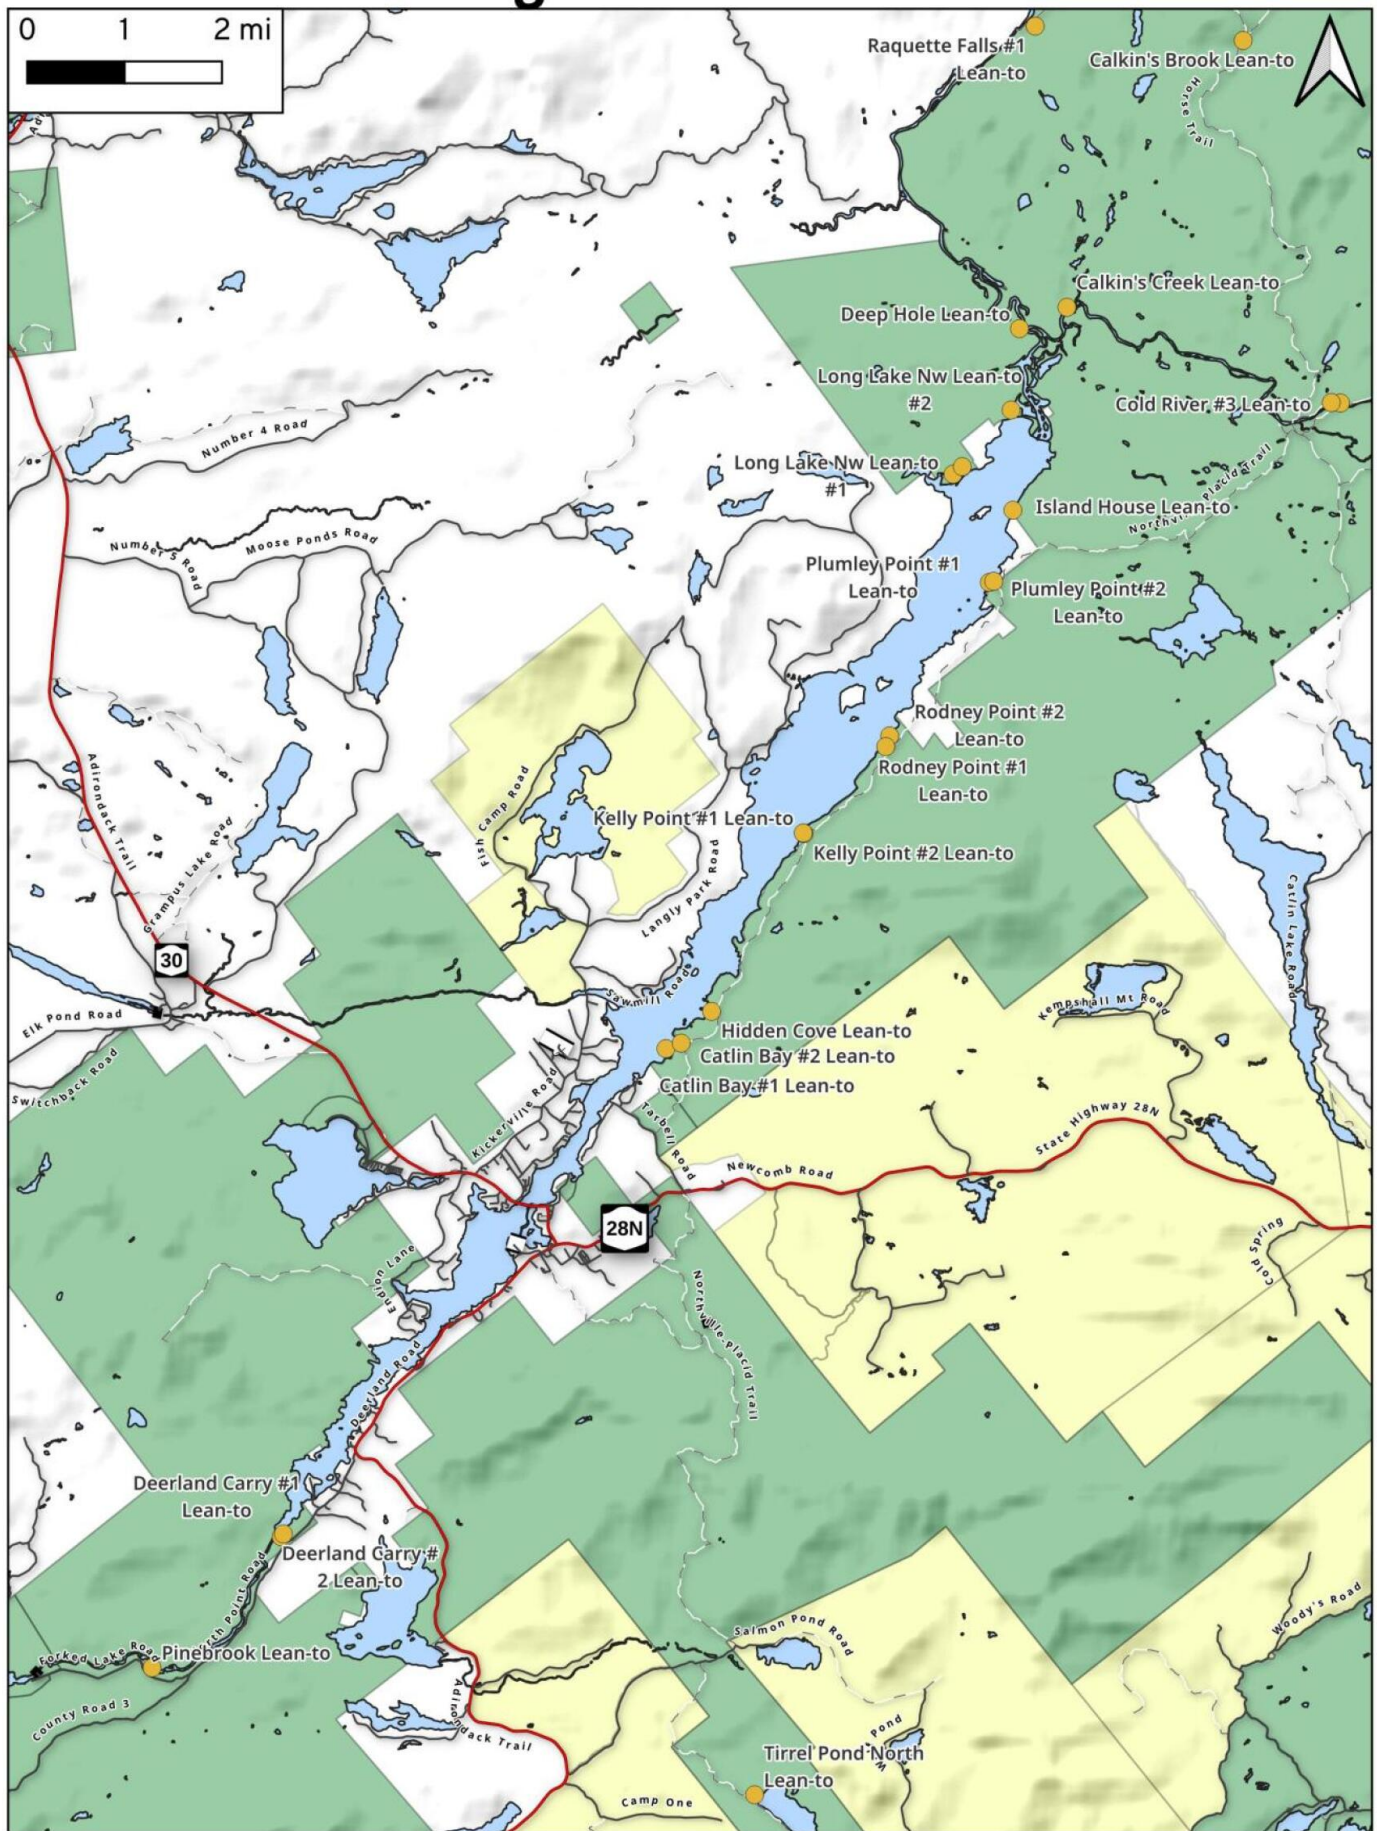 0 1 2 mi
Raquette Falls #1
Lean-to
Calkin's Brook Lean-to
Horse Trail
Calkin's Creek Lean-to
Deep Hole Lean-to
Long Lake Nw Lean-to
#2
Cold River #3 Lean-to
Number 4 Road
Long Lake Nw Lean-to
#1
Island House Lean-to
Placid Trail
Number 5 Road
Moose Ponds Road
Plumley Point #1
Lean-to
Plumley Point #2
Lean-to
Rodney Point #2
Lean-to
Rodney Point #1
Lean-to
Adirondack Trail
Fish Camp Road
Kelly Point #1 Lean-to
Kelly Point #2 Lean-to
Grampus Lake Road
Langly Park Road
Catlin Lake Road
30
Sawmill Road
Elk Pond Road
Kempshall Mt Road
Hidden Cove Lean-to
Catlin Bay #2 Lean-to
Catlin Bay #1 Lean-to
Switchback Road
Kickerville Road
Tarbell Road
State Highway 28N
Newcomb Road
28N
Cold Spring
Endion Lane
Northville-Placid Trail
Deerland Road
Deerland Carry #1
Lean-to
Deerland Carry #
2 Lean-to
Point Road
Woody's Road
Salmon Pond Road
Forked Lake Road
Pinebrook Lean-to
County Road 3
Adirondack Trail
Pond
Tirrel Pond North
Lean-to
Camp One